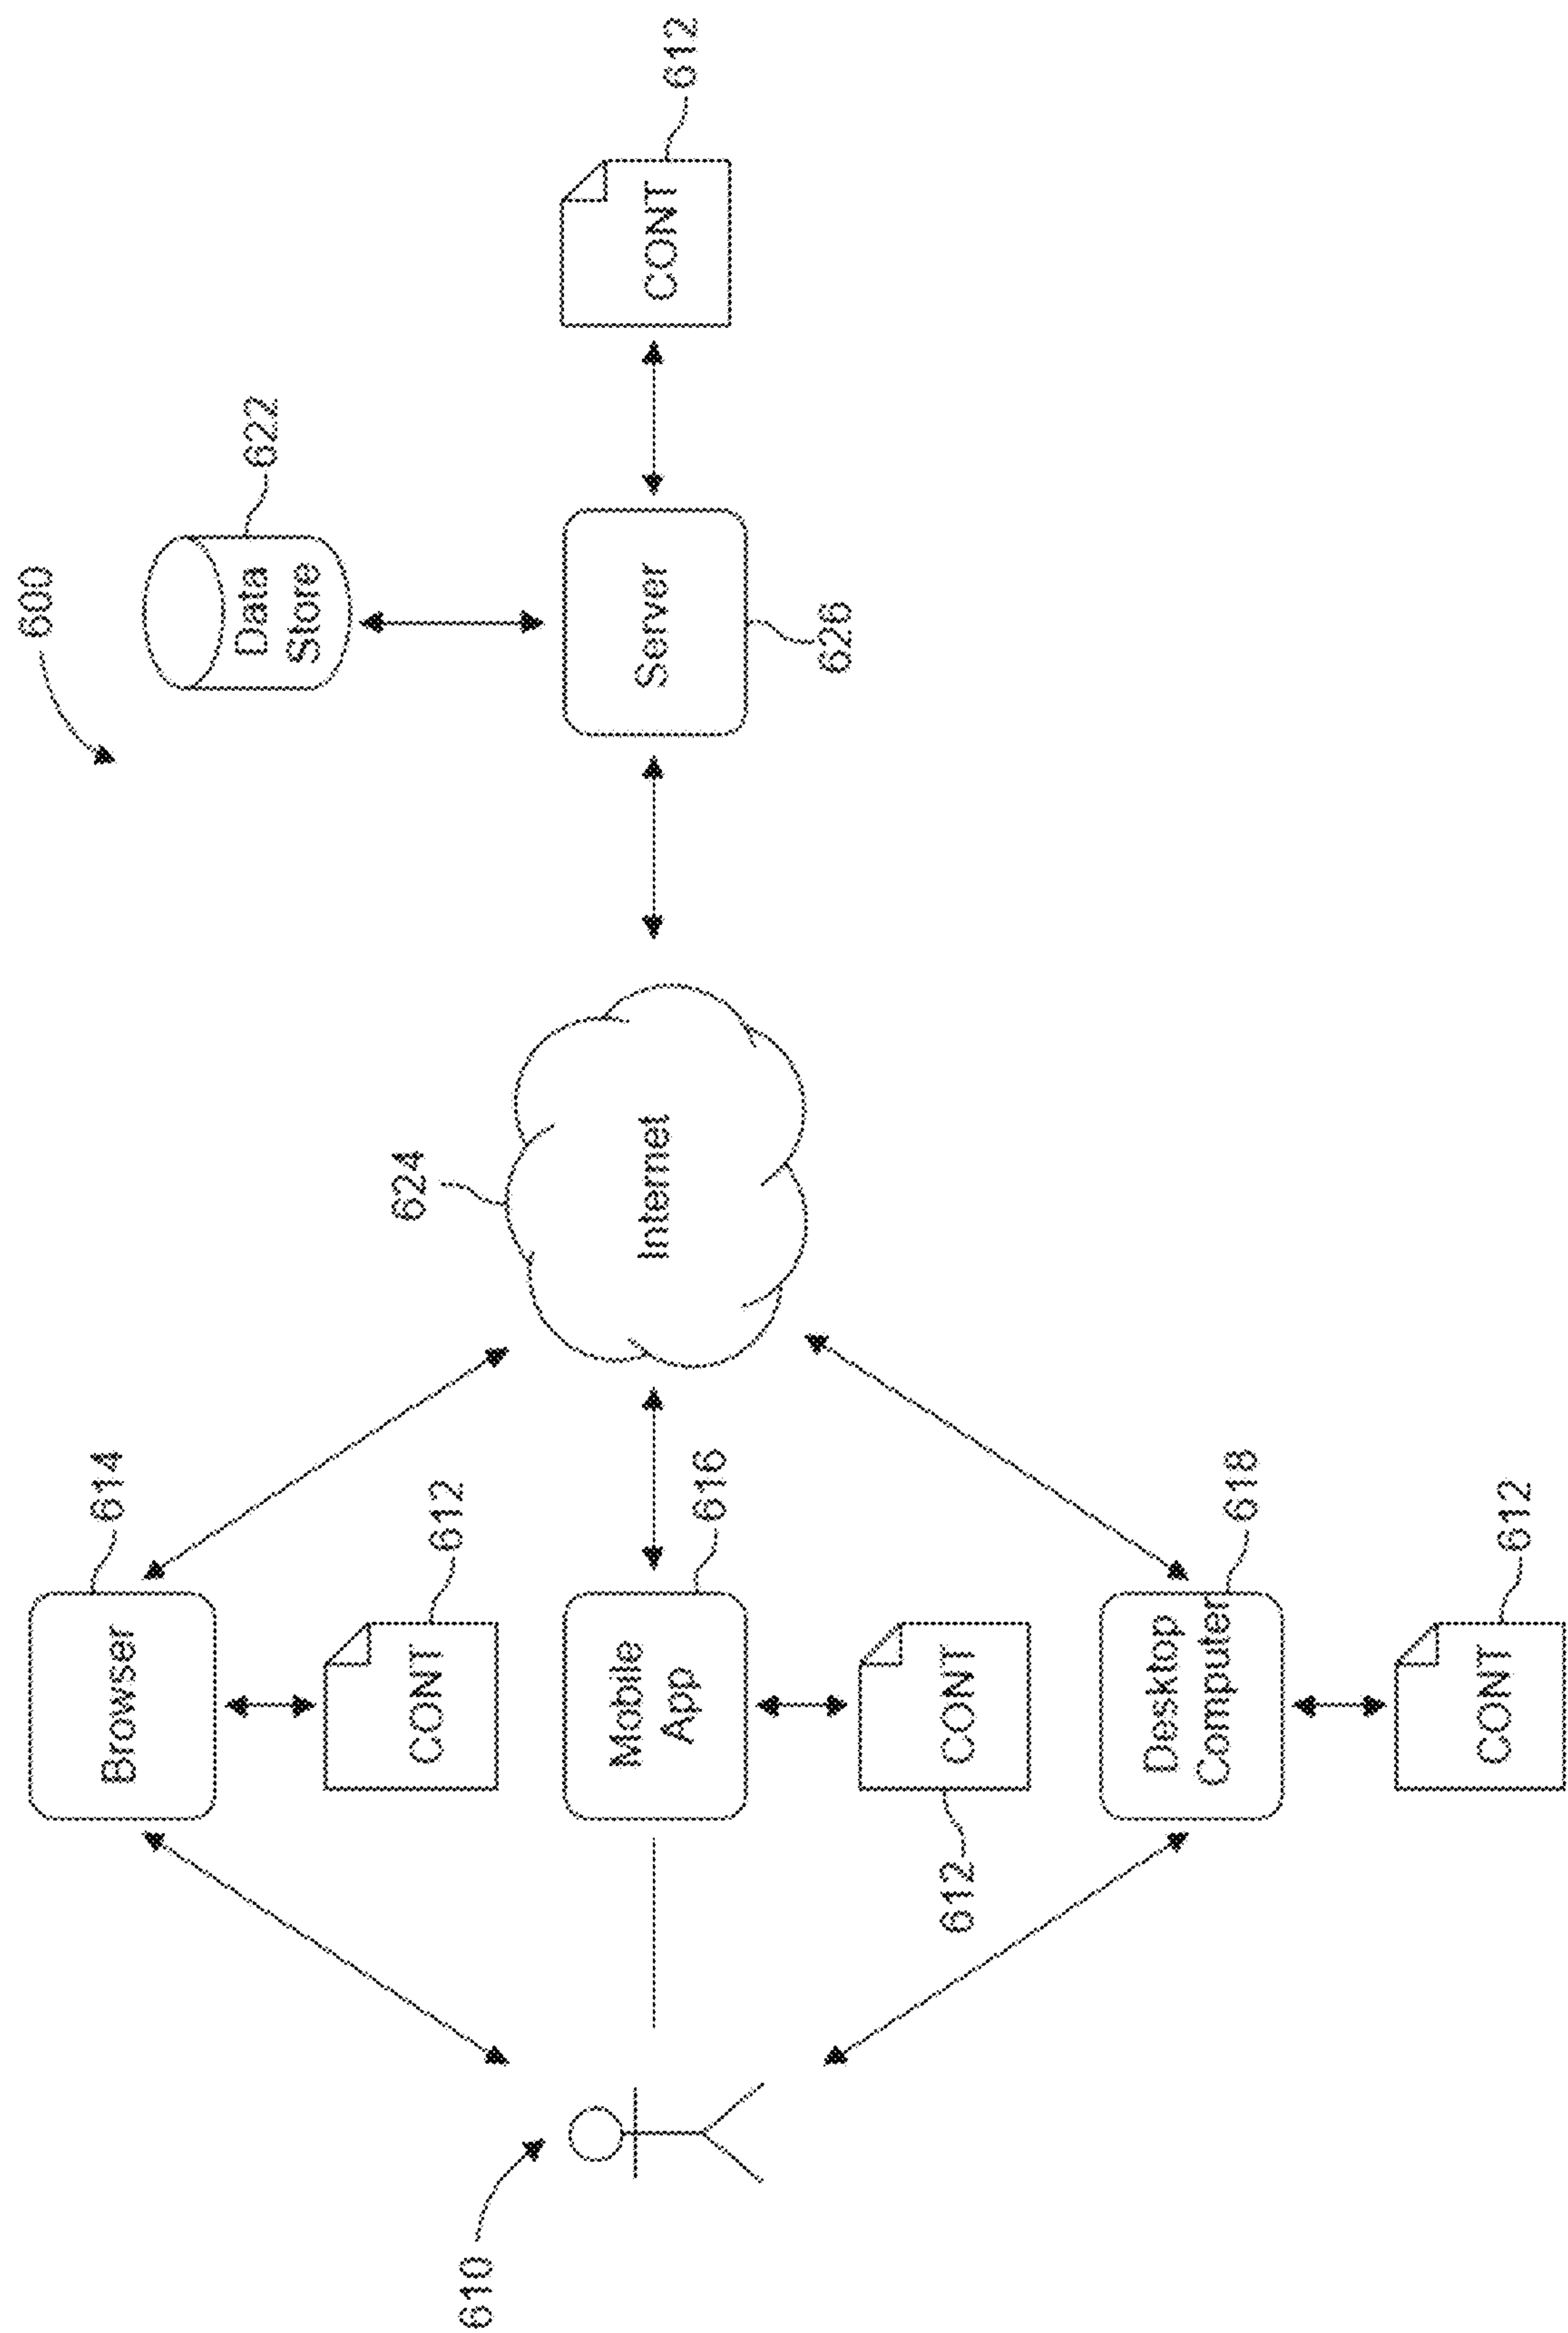 600
614
Browser
612
CONT
610
616
Mobile
App
612
CONT
618
Desktop
Computer
612
CONT
624
Internet
622
Data
Store
Server
626
612
CONT